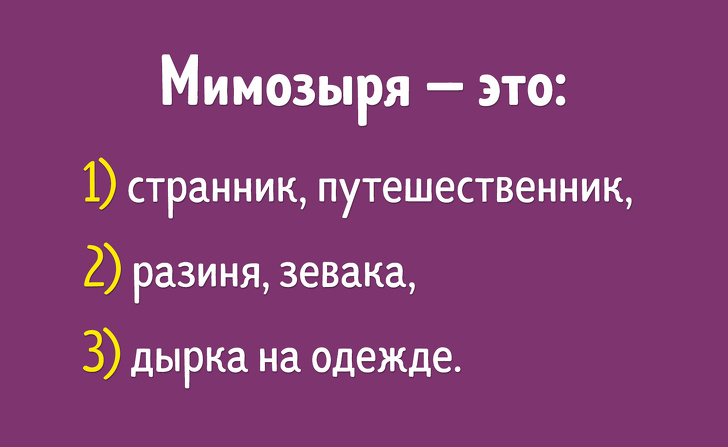 Мимозыря — это:
1) странник, путешественник,
2) разиня, зевака,
3) дырка на одежде.